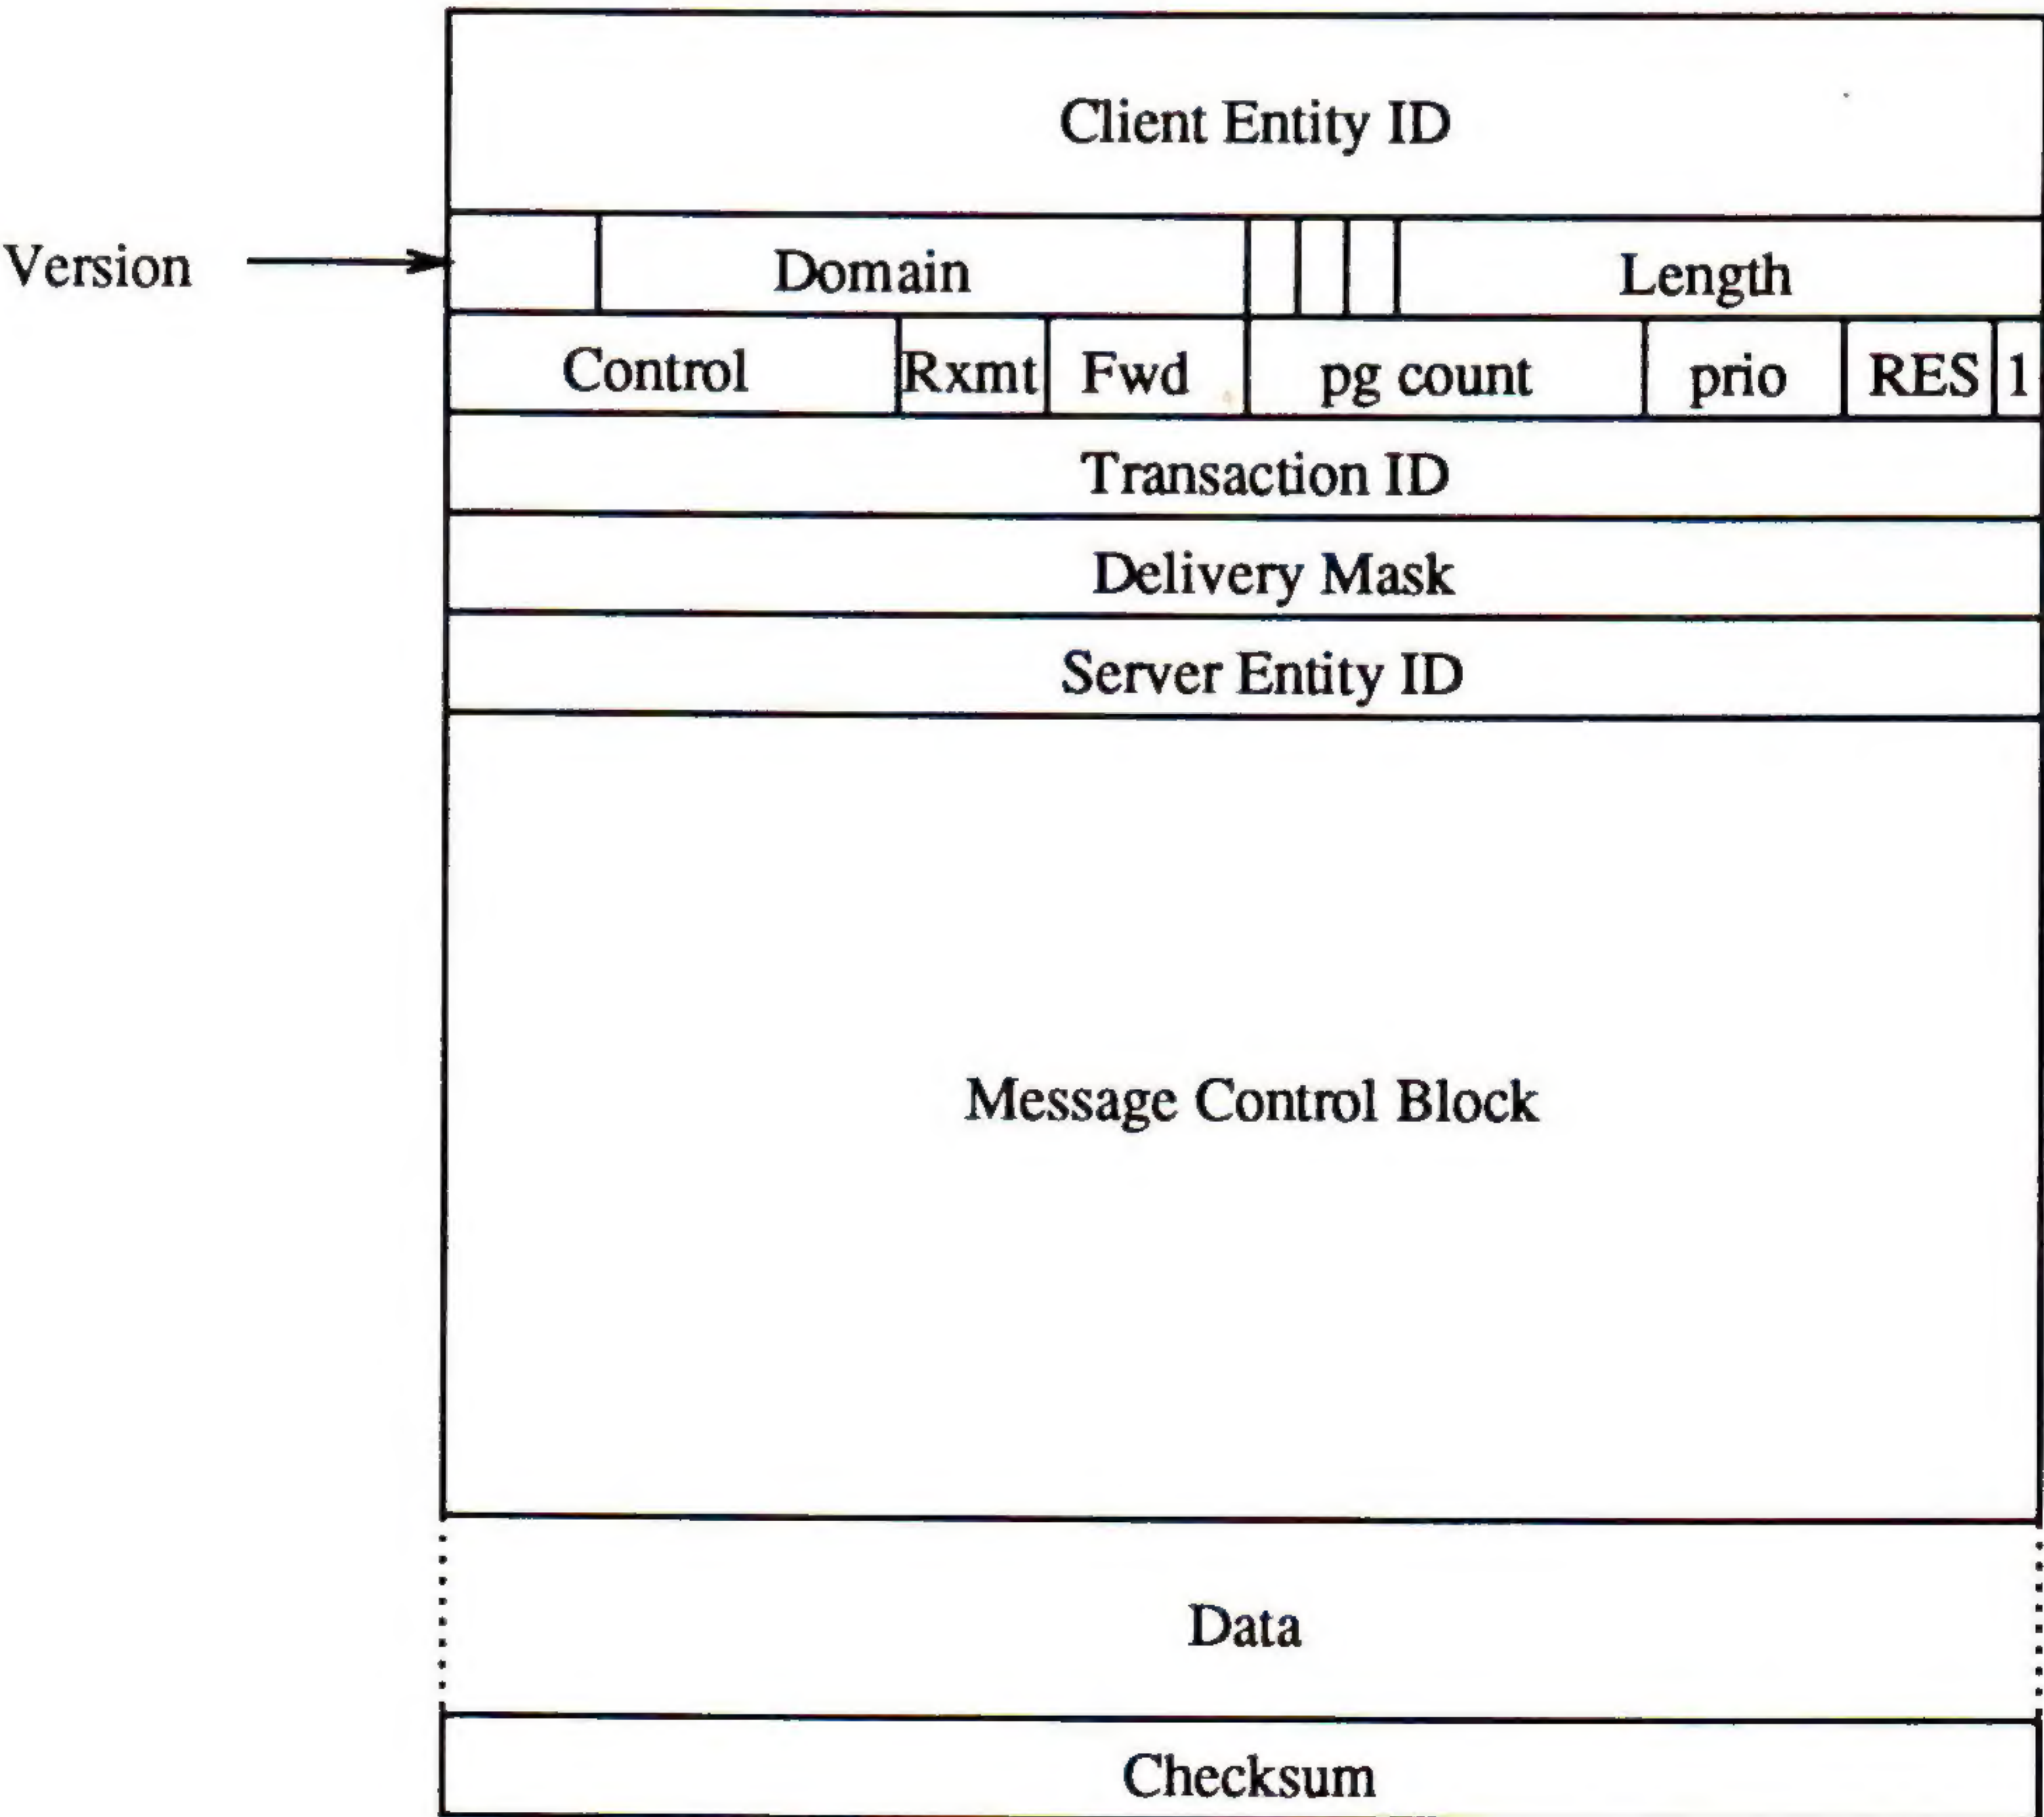 Client Entity ID
Version Domain Length
Control Rxmt Fwd pg count prio RES 1
Transaction ID
Delivery Mask
Server Entity ID
Message Control Block
Data
Checksum